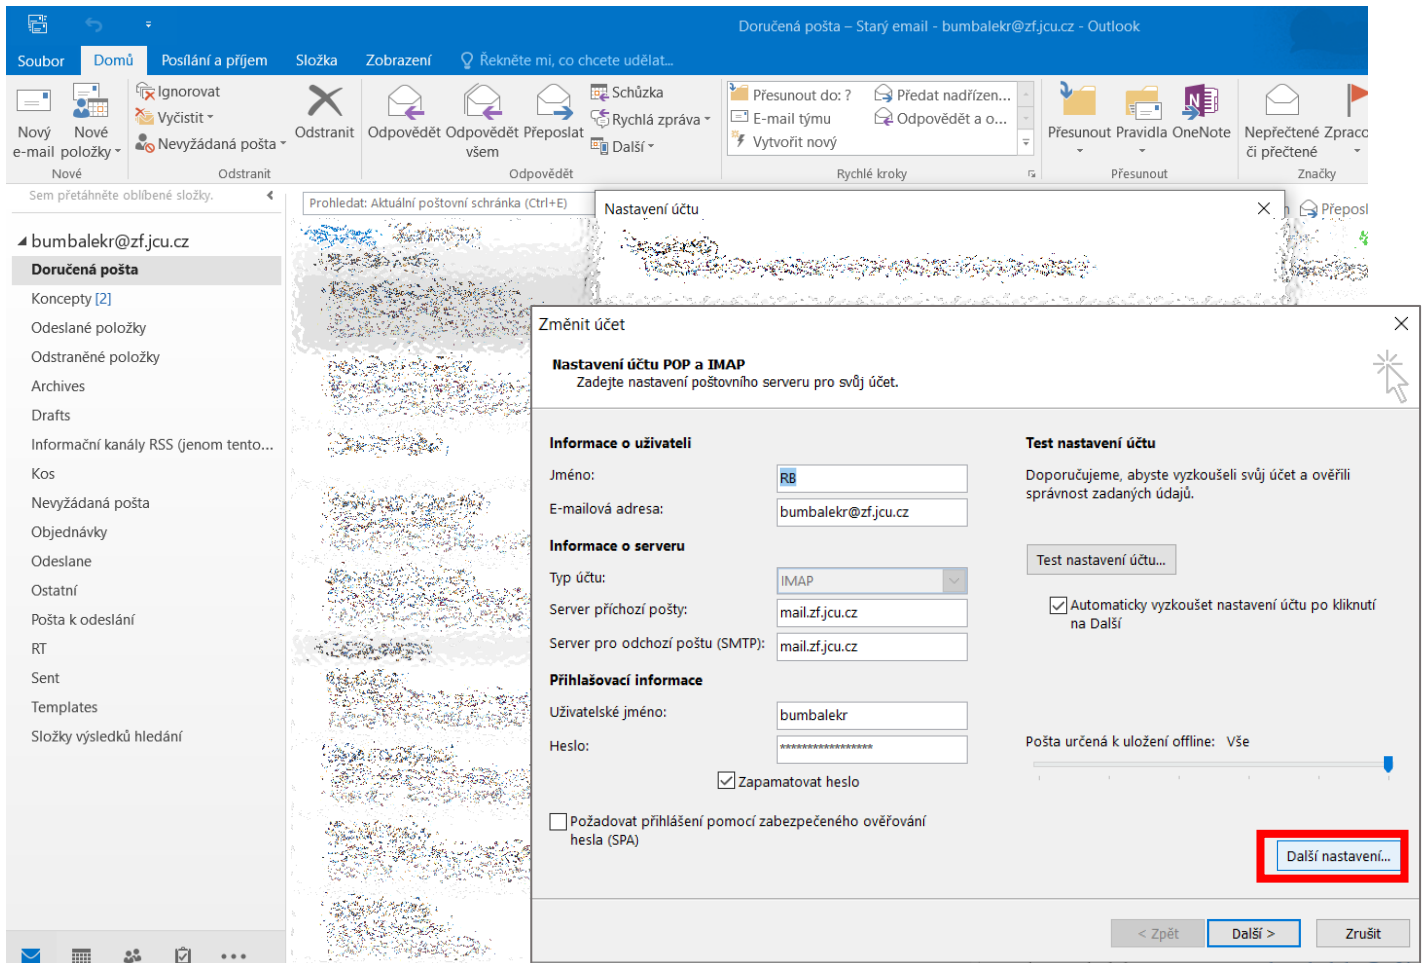 Doručená pošta – Starý email - bumbalekr@zf.jcu.cz - Outlook
Soubor Domů Posílání a příjem Složka Zobrazení Řekněte mi, co chcete udělat...
Nový e-mail
Nové položky
Ignorovat
Vyčistit
Nevyžádaná pošta
Odstranit
Odpovědět
Odpovědět všem
Přeposlat
Schůzka
Rychlá zpráva
Další
Přesunout do: ?
E-mail týmu
Vytvořit nový
Předat nadřízen...
Odpovědět a o...
Přesunout
Pravidla
OneNote
Nepřečtené či přečtené
Zpraco
Nové Odstranit Odpovědět Rychlé kroky Přesunout Značky
Sem přetáhněte oblíbené složky.
bumbalekr@zf.jcu.cz
Doručená pošta
Koncepty [2]
Odeslané položky
Odstraněné položky
Archives
Drafts
Informační kanály RSS (jenom tento...
Kos
Nevyžádaná pošta
Objednávky
Odeslane
Ostatní
Pošta k odeslání
RT
Sent
Templates
Složky výsledků hledání
Prohledat: Aktuální poštovní schránka (Ctrl+E)
Nastavení účtu
Přeposl
Změnit účet
Nastavení účtu POP a IMAP
Zadejte nastavení poštovního serveru pro svůj účet.
Informace o uživateli
Jméno: RB
E-mailová adresa: bumbalekr@zf.jcu.cz
Informace o serveru
Typ účtu: IMAP
Server příchozí pošty: mail.zf.jcu.cz
Server pro odchozí poštu (SMTP): mail.zf.jcu.cz
Přihlašovací informace
Uživatelské jméno: bumbalekr
Heslo: *****************
Zapamatovat heslo
Požadovat přihlášení pomocí zabezpečeného ověřování
hesla (SPA)
Test nastavení účtu
Doporučujeme, abyste vyzkoušeli svůj účet a ověřili
správnost zadaných údajů.
Test nastavení účtu...
Automaticky vyzkoušet nastavení účtu po kliknutí
na Další
Pošta určená k uložení offline: Vše
Další nastavení...
< Zpět Další > Zrušit